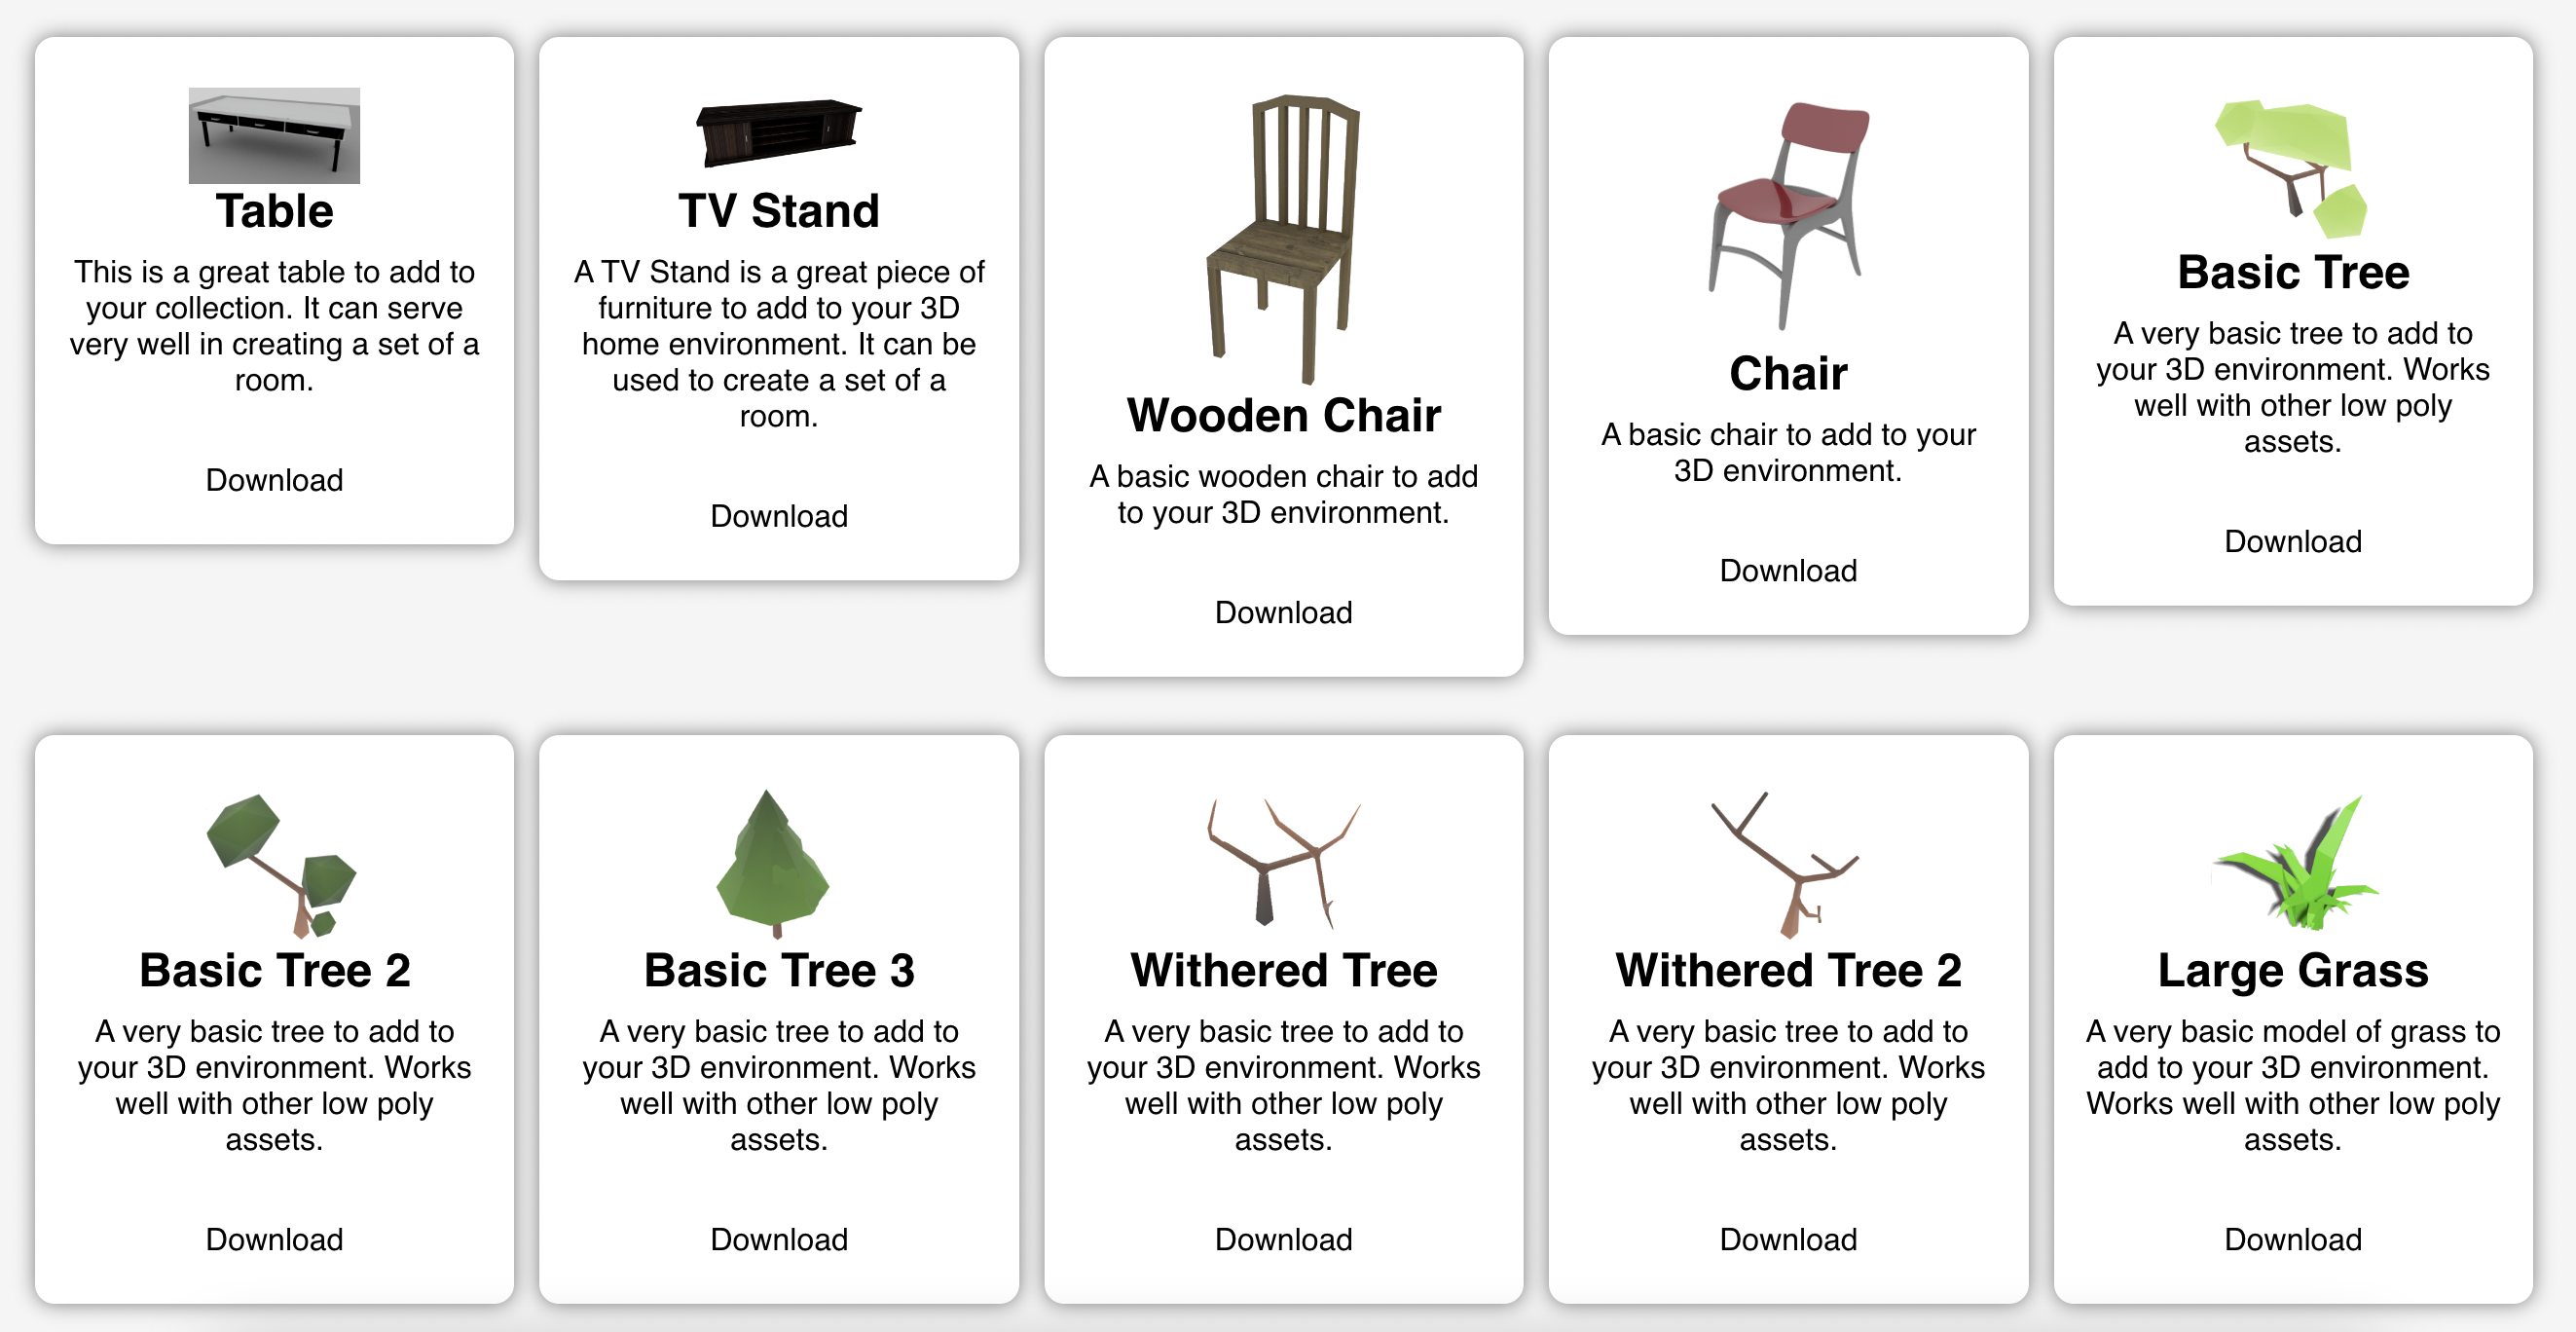 Table
This is a great table to add to
your collection. It can serve
very well in creating a set of a
room.
Download
TV Stand
A TV Stand is a great piece of
furniture to add to your 3D
home environment. It can be
used to create a set of a
room.
Download
Wooden Chair
A basic wooden chair to add
to your 3D environment.
Download
Chair
A basic chair to add to your
3D environment.
Download
Basic Tree
A very basic tree to add to
your 3D environment. Works
well with other low poly
assets.
Download
Basic Tree 2
A very basic tree to add to
your 3D environment. Works
well with other low poly
assets.
Download
Basic Tree 3
A very basic tree to add to
your 3D environment. Works
well with other low poly
assets.
Download
Withered Tree
A very basic tree to add to
your 3D environment. Works
well with other low poly
assets.
Download
Withered Tree 2
A very basic tree to add to
your 3D environment. Works
well with other low poly
assets.
Download
Large Grass
A very basic model of grass to
add to your 3D environment.
Works well with other low poly
assets.
Download